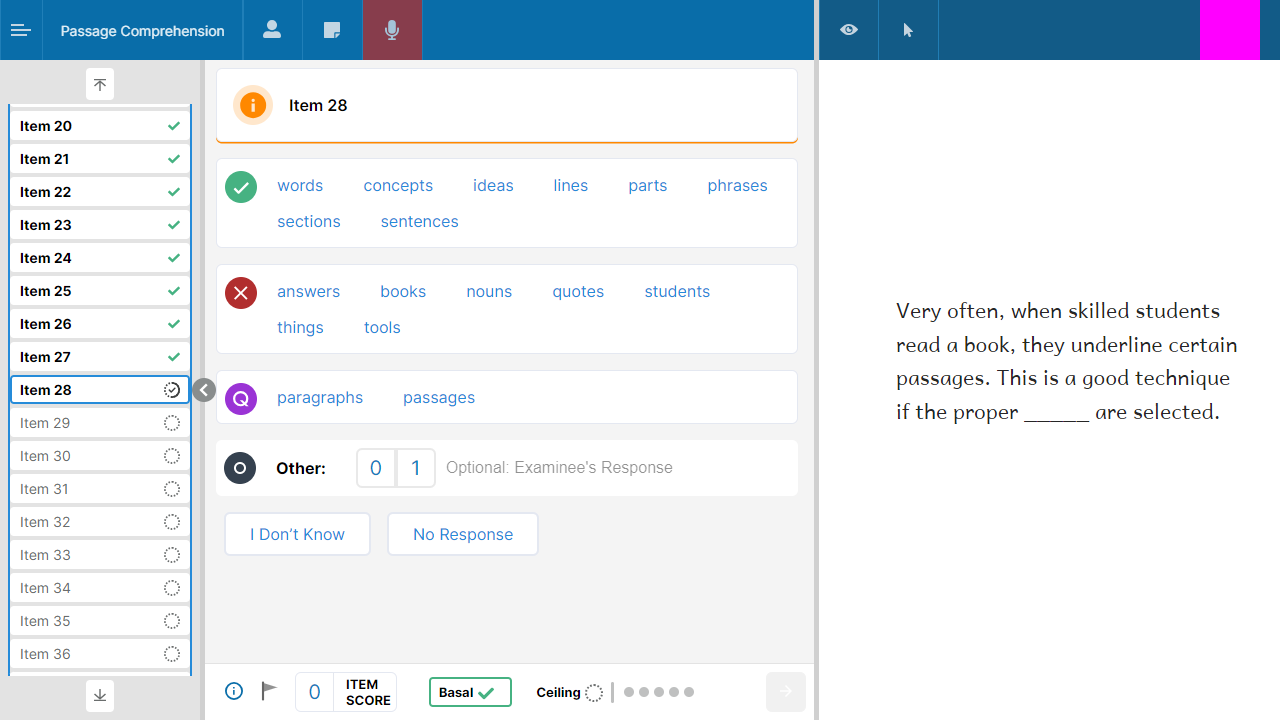 Passage Comprehension
Item 20
Item 21
Item 22
Item 23
Item 24
Item 25
Item 26
Item 27
Item 28
Item 29
Item 30
Item 31
Item 32
Item 33
Item 34
Item 35
Item 36
Item 28
words concepts ideas lines parts phrases
sections sentences
answers books nouns quotes students
things tools
Q paragraphs passages
O Other: 0 1 Optional: Examinee's Response
I Don’t Know No Response
0 ITEM SCORE Basal Ceiling
Very often, when skilled students
read a book, they underline certain
passages. This is a good technique
if the proper _____ are selected.